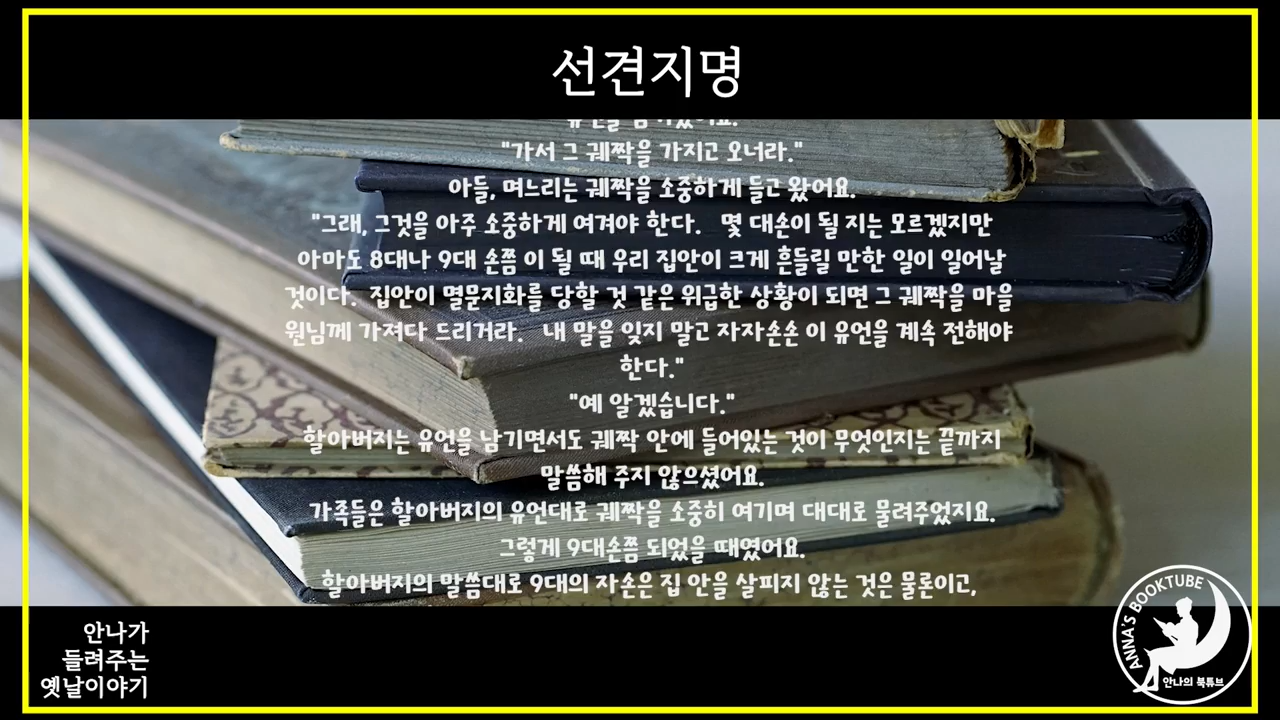 선견지명
"가서 그 궤짝을 가지고 오너라."
아들, 며느리는 궤짝을 소중하게 들고 왔어요.
"그래, 그것을 아주 소중하게 여겨야 한다. 몇 대손이 될 지는 모르겠지만
아마도 8대나 9대 손쯤 이 될 때 우리 집안이 크게 흔들릴 만한 일이 일어날
것이다. 집안이 멸문지화를 당할 것 같은 위급한 상황이 되면 그 궤짝을 마을
원님께 가져다 드리거라. 내 말을 잊지 말고 자자손손 이 유언을 계속 전해야
한다."
"예 알겠습니다."
할아버지는 유언을 남기면서도 궤짝 안에 들어있는 것이 무엇인지는 끝까지
말씀해 주지 않으셨어요.
가족들은 할아버지의 유언대로 궤짝을 소중히 여기며 대대로 물려주었지요.
그렇게 9대손쯤 되었을 때였어요.
할아버지의 말씀대로 9대의 자손은 집 안을 살피지 않는 것은 물론이고,
안나가
들려주는
옛날이야기
ANNA'S BOOKTUBE
안나의 북튜브